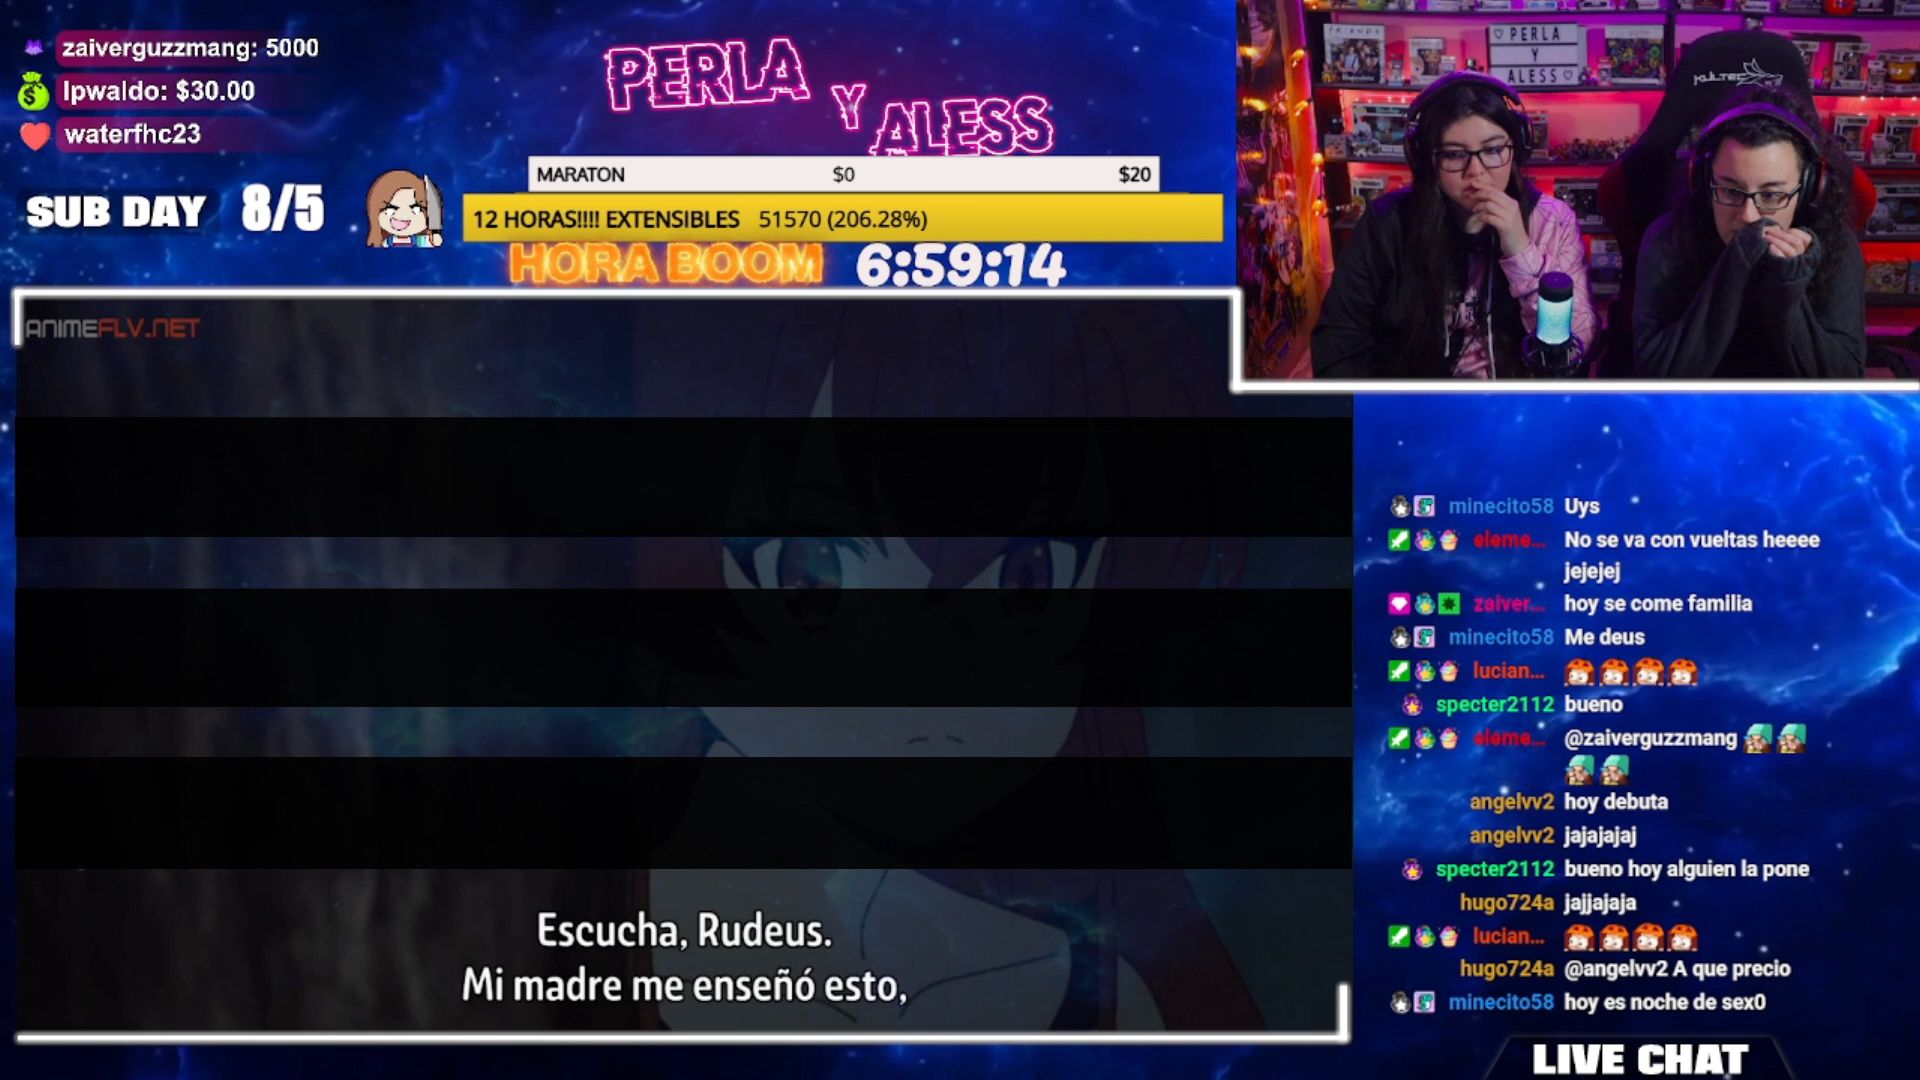 zaiverguzzmang: 5000
lpwaldo: $30.00
waterfhc23
SUB DAY 8/5
PERLA
Y
ALESS
MARATON $0 $20
12 HORAS!!!! EXTENSIBLES 51570 (206.28%)
HORA BOOM 6:59:14
PERLA
Y
ALESS
ANIMEFLV.NET
Escucha, Rudeus.
Mi madre me enseñó esto,
minecito58 Uys
eleme... No se va con vueltas heeee
jejejej
zaiver... hoy se come familia
minecito58 Me deus
lucian...
specter2112 bueno
eleme... @zaiverguzzmang
angelvv2 hoy debuta
angelvv2 jajajajaj
specter2112 bueno hoy alguien la pone
hugo724a jajjajaja
lucian...
hugo724a @angelvv2 A que precio
minecito58 hoy es noche de sex0
LIVE CHAT